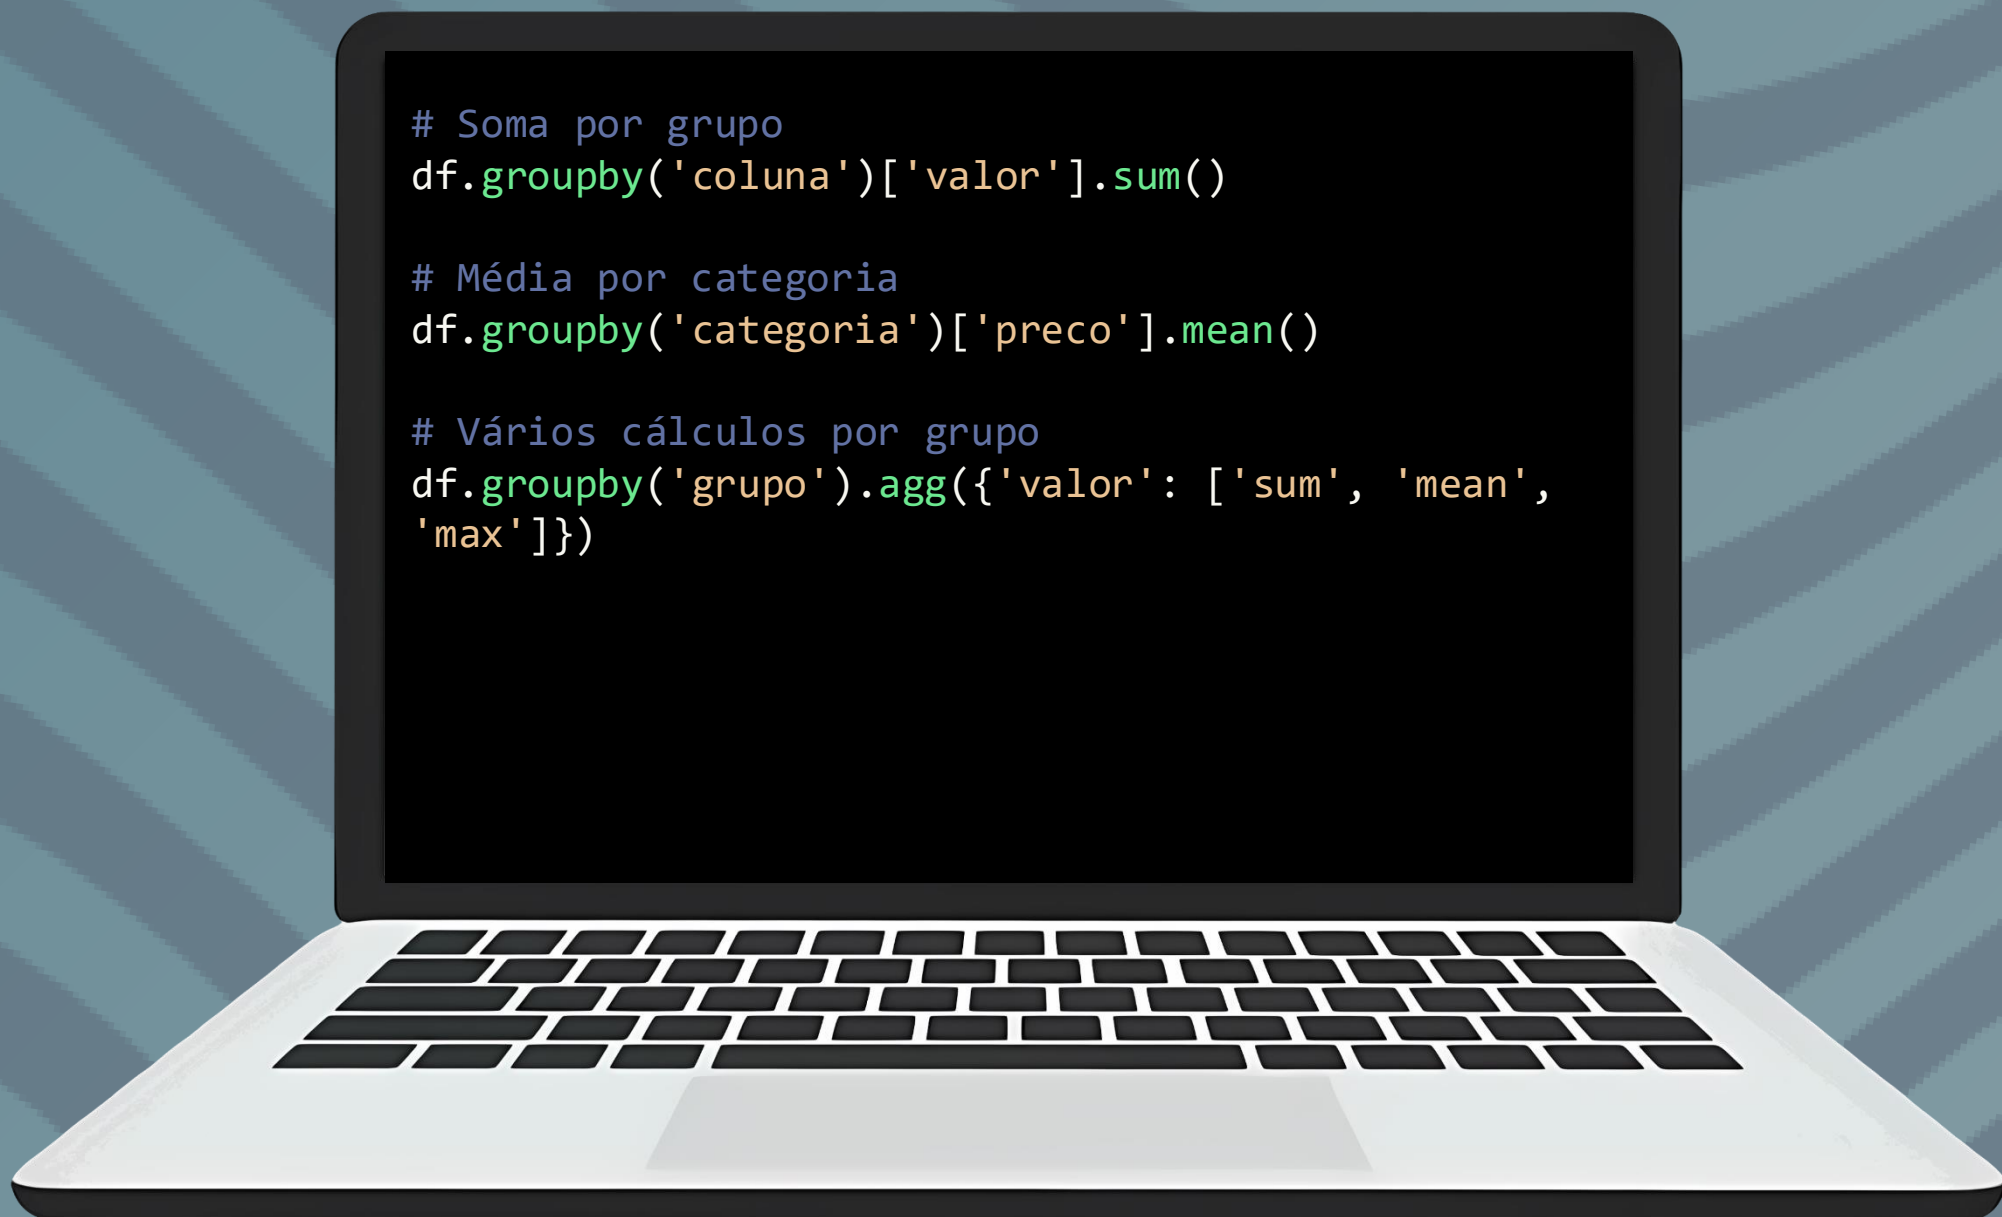 # Soma por grupo
df.groupby('coluna')['valor'].sum()
# Média por categoria
df.groupby('categoria')['preco'].mean()
# Vários cálculos por grupo
df.groupby('grupo').agg({'valor': ['sum', 'mean',
'max']})